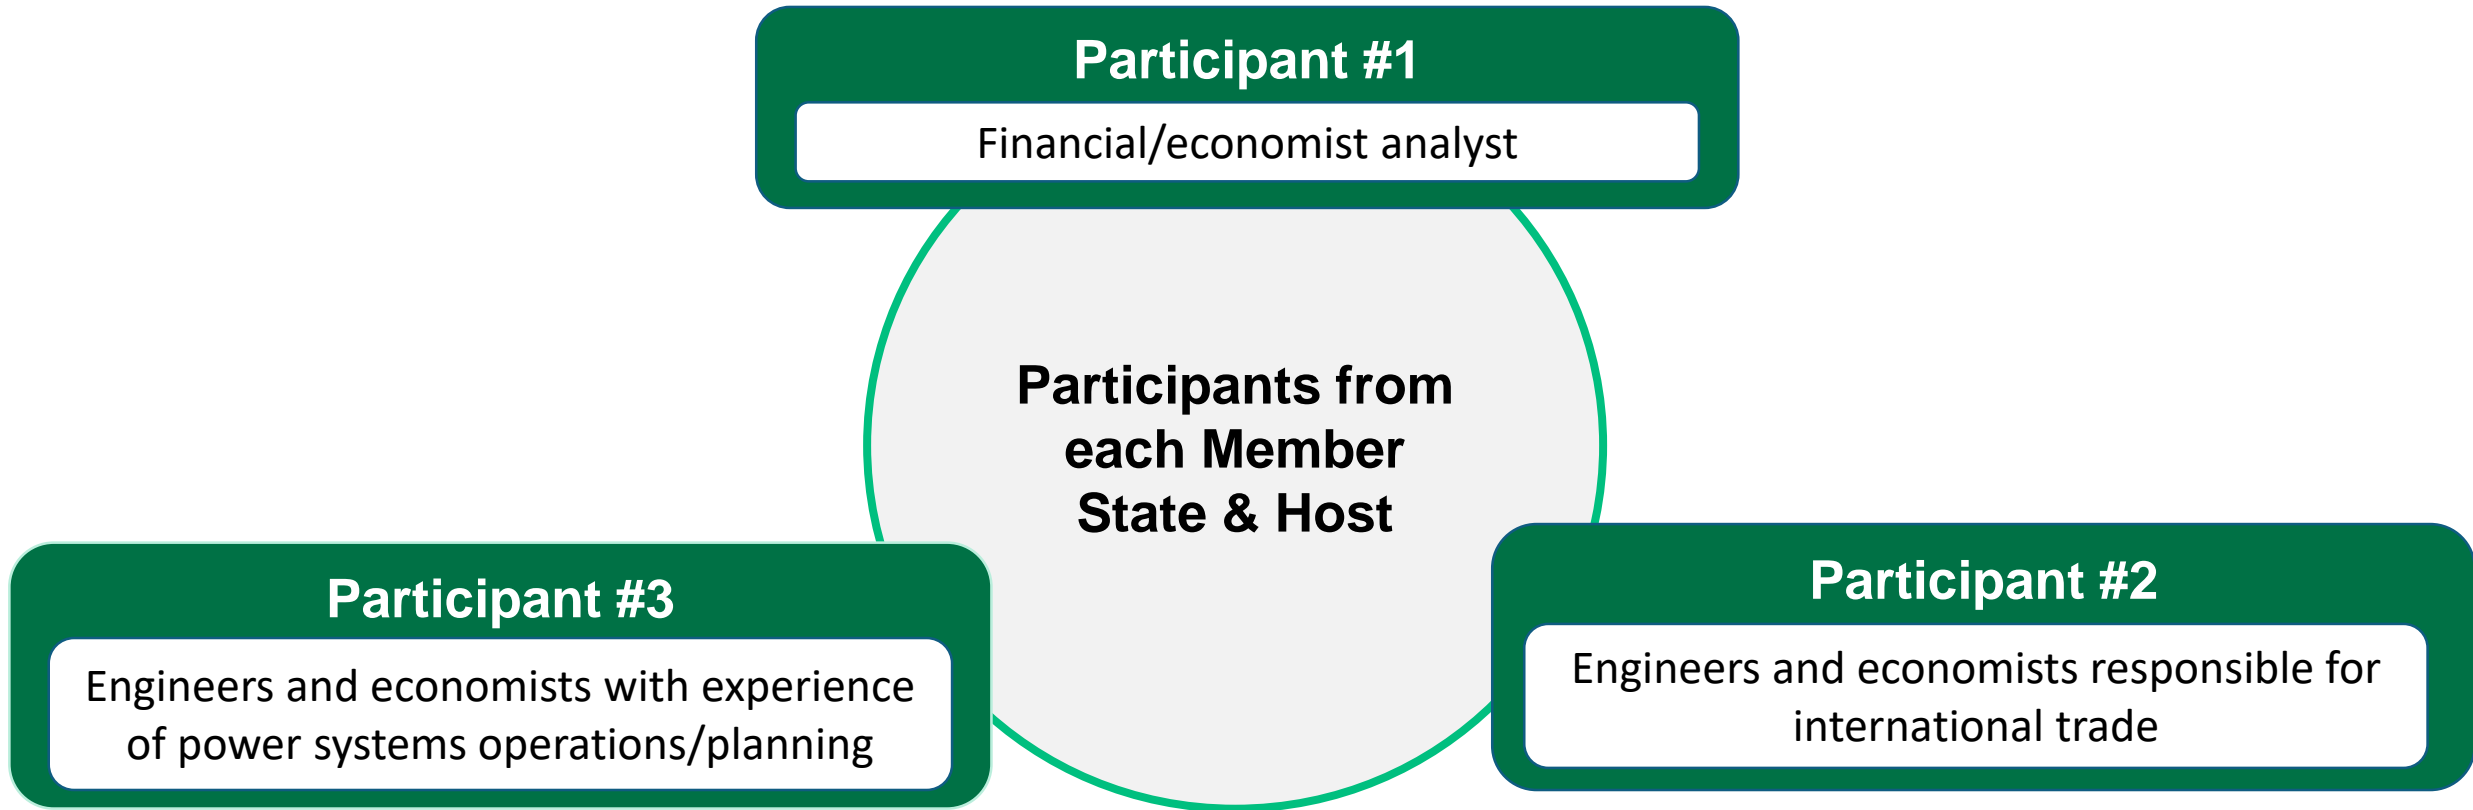 Participant #1
Financial/economist analyst
Participants from
each Member
State & Host
Participant #2
Engineers and economists responsible for
international trade
Participant #3
Engineers and economists with experience
of power systems operations/planning